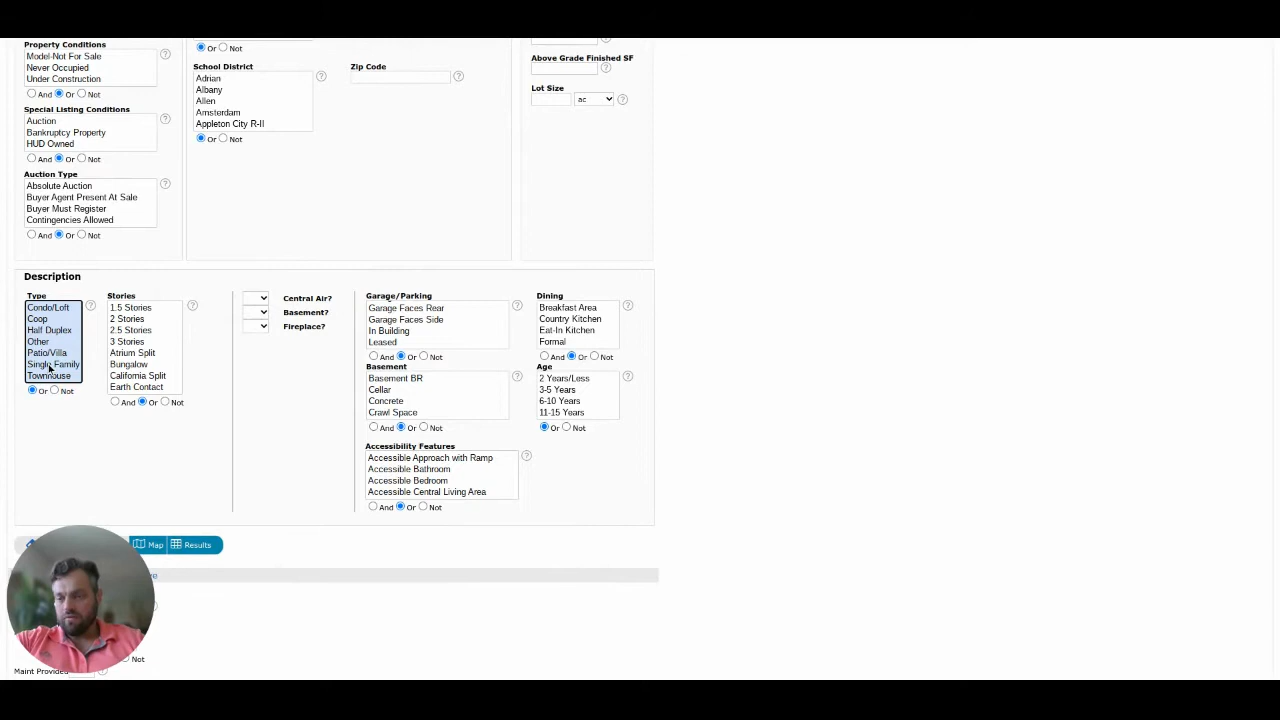 Property Conditions
Model-Not For Sale
Never Occupied
Under Construction
And Or Not
Special Listing Conditions
Auction
Bankruptcy Property
HUD Owned
And Or Not
Auction Type
Absolute Auction
Buyer Agent Present At Sale
Buyer Must Register
Contingencies Allowed
And Or Not
Or Not
School District
Adrian
Albany
Allen
Amsterdam
Appleton City R-II
Or Not
Zip Code
Above Grade Finished SF
Lot Size
ac
Description
Type
Condo/Loft
Coop
Half Duplex
Other
Patio/Villa
Single Family
Townhouse
Or Not
Stories
1.5 Stories
2 Stories
2.5 Stories
3 Stories
Atrium Split
Bungalow
California Split
Earth Contact
And Or Not
Central Air?
Basement?
Fireplace?
Garage/Parking
Garage Faces Rear
Garage Faces Side
In Building
Leased
And Or Not
Basement
Basement BR
Cellar
Concrete
Crawl Space
And Or Not
Accessibility Features
Accessible Approach with Ramp
Accessible Bathroom
Accessible Bedroom
Accessible Central Living Area
And Or Not
Dining
Breakfast Area
Country Kitchen
Eat-In Kitchen
Formal
And Or Not
Age
2 Years/Less
3-5 Years
6-10 Years
11-15 Years
Or Not
Map Results
Not
Maint Provided